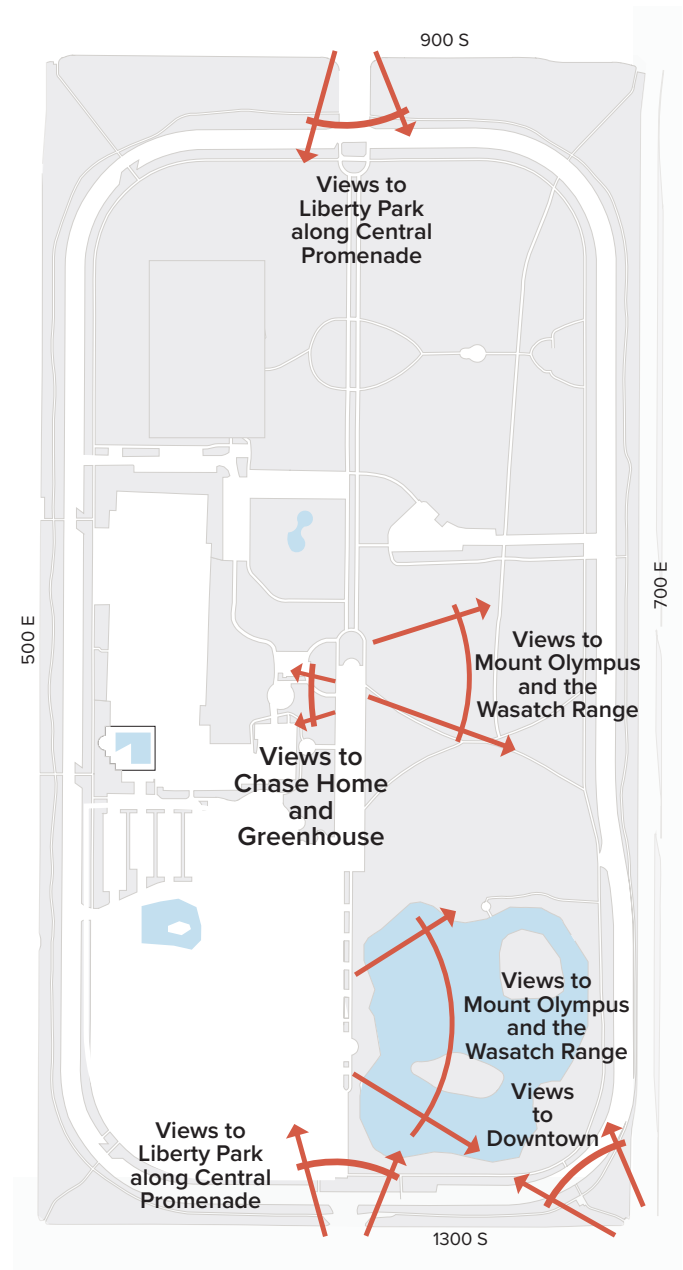 900 S
Views to
Liberty Park
along Central
Promenade
500 E
700 E
Views to
Mount Olympus
and the
Wasatch Range
Views to
Chase Home
and
Greenhouse
Views to
Mount Olympus
and the
Wasatch Range
Views
to
Downtown
Views to
Liberty Park
along Central
Promenade
1300 S